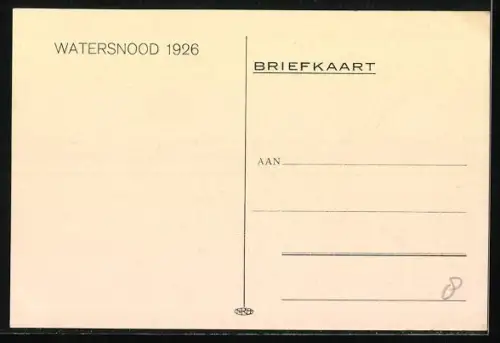 WATERSNOOD 1926
BRIEFKAART
AAN
8